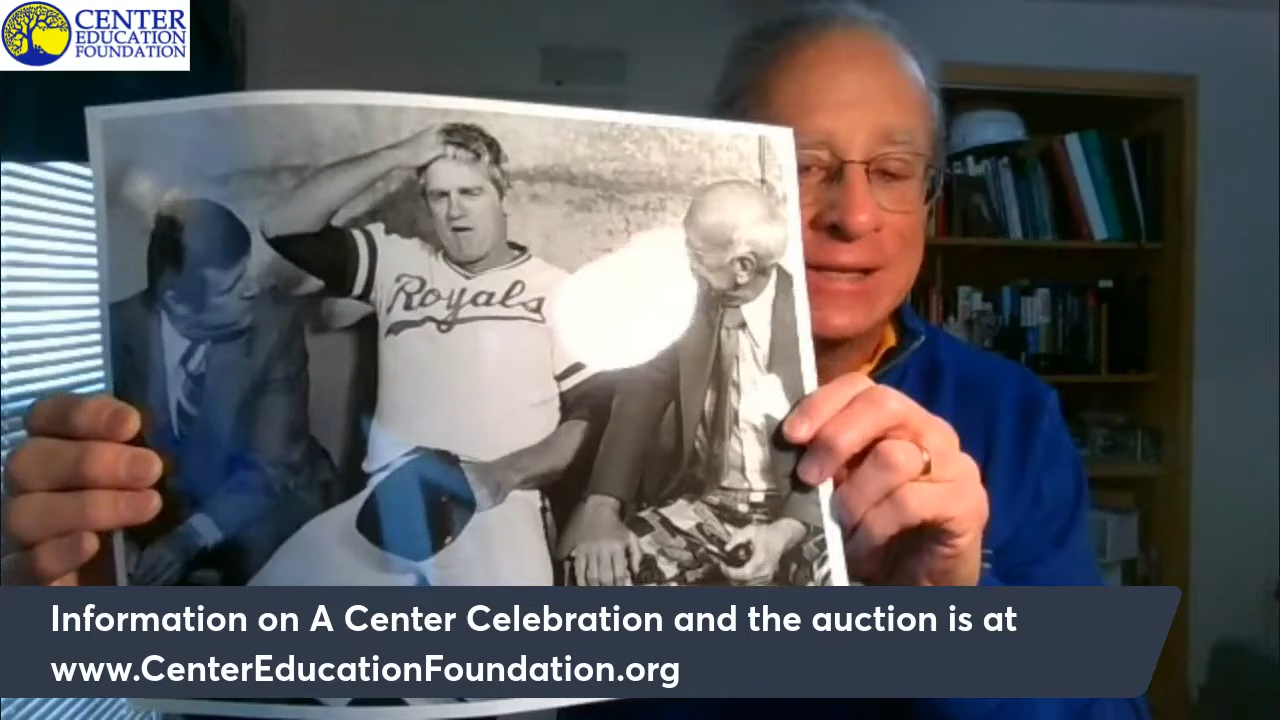 CENTER
EDUCATION
FOUNDATION
Royals
Information on A Center Celebration and the auction is at
www.CenterEducationFoundation.org